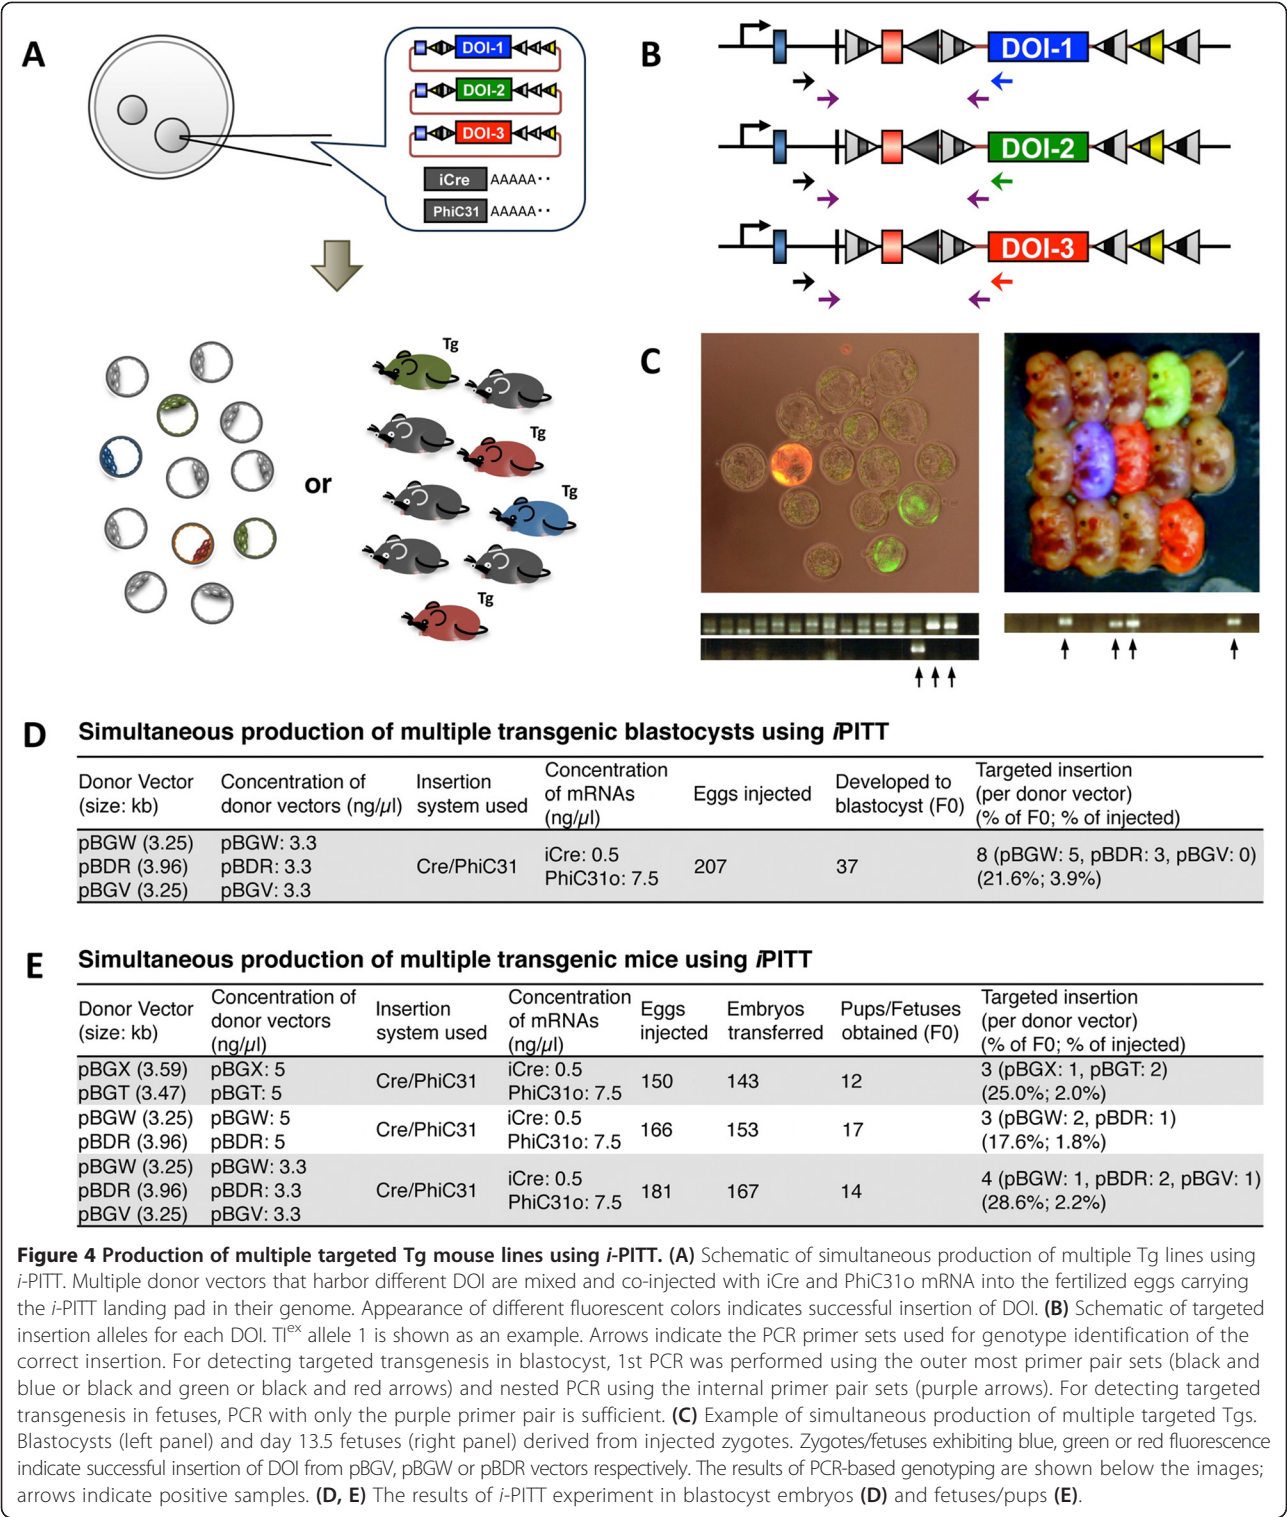 A
DOI-1
DOI-2
DOI-3
iCre AAAAA··
PhiC31 AAAAA··
or
Tg
Tg
Tg
Tg
B
DOI-1
DOI-2
DOI-3
C
D Simultaneous production of multiple transgenic blastocysts using iPITT
Donor Vector (size: kb)
Concentration of donor vectors (ng/µl)
Insertion system used
Concentration of mRNAs (ng/µl)
Eggs injected
Developed to blastocyst (F0)
Targeted insertion (per donor vector) (% of F0; % of injected)
pBGW (3.25) pBGW: 3.3
pBDR (3.96) pBDR: 3.3
pBGV (3.25) pBGV: 3.3
Cre/PhiC31
iCre: 0.5
PhiC31o: 7.5
207
37
8 (pBGW: 5, pBDR: 3, pBGV: 0)
(21.6%; 3.9%)
E Simultaneous production of multiple transgenic mice using iPITT
Donor Vector (size: kb)
Concentration of donor vectors (ng/µl)
Insertion system used
Concentration of mRNAs (ng/µl)
Eggs injected
Embryos transferred
Pups/Fetuses obtained (F0)
Targeted insertion (per donor vector) (% of F0; % of injected)
pBGX (3.59) pBGX: 5
pBGT (3.47) pBGT: 5
Cre/PhiC31
iCre: 0.5
PhiC31o: 7.5
150
143
12
3 (pBGX: 1, pBGT: 2)
(25.0%; 2.0%)
pBGW (3.25) pBGW: 5
pBDR (3.96) pBDR: 5
Cre/PhiC31
iCre: 0.5
PhiC31o: 7.5
166
153
17
3 (pBGW: 2, pBDR: 1)
(17.6%; 1.8%)
pBGW (3.25) pBGW: 3.3
pBDR (3.96) pBDR: 3.3
pBGV (3.25) pBGV: 3.3
Cre/PhiC31
iCre: 0.5
PhiC31o: 7.5
181
167
14
4 (pBGW: 1, pBDR: 2, pBGV: 1)
(28.6%; 2.2%)
Figure 4 Production of multiple targeted Tg mouse lines using i-PITT. (A) Schematic of simultaneous production of multiple Tg lines using
i-PITT. Multiple donor vectors that harbor different DOI are mixed and co-injected with iCre and PhiC31o mRNA into the fertilized eggs carrying
the i-PITT landing pad in their genome. Appearance of different fluorescent colors indicates successful insertion of DOI. (B) Schematic of targeted
insertion alleles for each DOI. TIex allele 1 is shown as an example. Arrows indicate the PCR primer sets used for genotype identification of the
correct insertion. For detecting targeted transgenesis in blastocyst, 1st PCR was performed using the outer most primer pair sets (black and
blue or black and green or black and red arrows) and nested PCR using the internal primer pair sets (purple arrows). For detecting targeted
transgenesis in fetuses, PCR with only the purple primer pair is sufficient. (C) Example of simultaneous production of multiple targeted Tgs.
Blastocysts (left panel) and day 13.5 fetuses (right panel) derived from injected zygotes. Zygotes/fetuses exhibiting blue, green or red fluorescence
indicate successful insertion of DOI from pBGV, pBGW or pBDR vectors respectively. The results of PCR-based genotyping are shown below the images;
arrows indicate positive samples. (D, E) The results of i-PITT experiment in blastocyst embryos (D) and fetuses/pups (E).